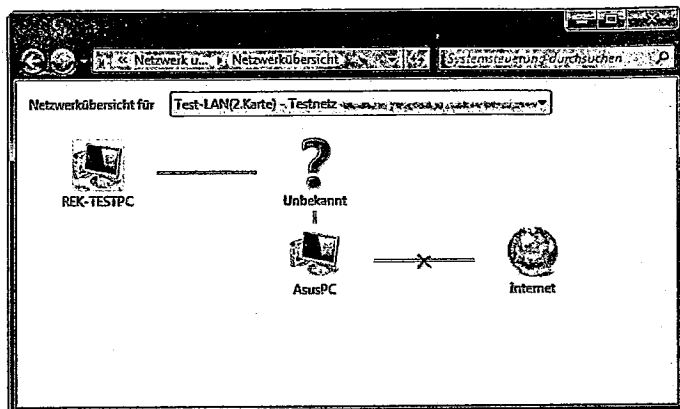 « Netzwerk u... ▸ Netzwerkübersicht
Systemsteuerung durchsuchen
Netzwerkübersicht für
Test-LAN(2.Karte) - Testnetz
REK-TESTPC
?
Unbekannt
AsusPC
Internet